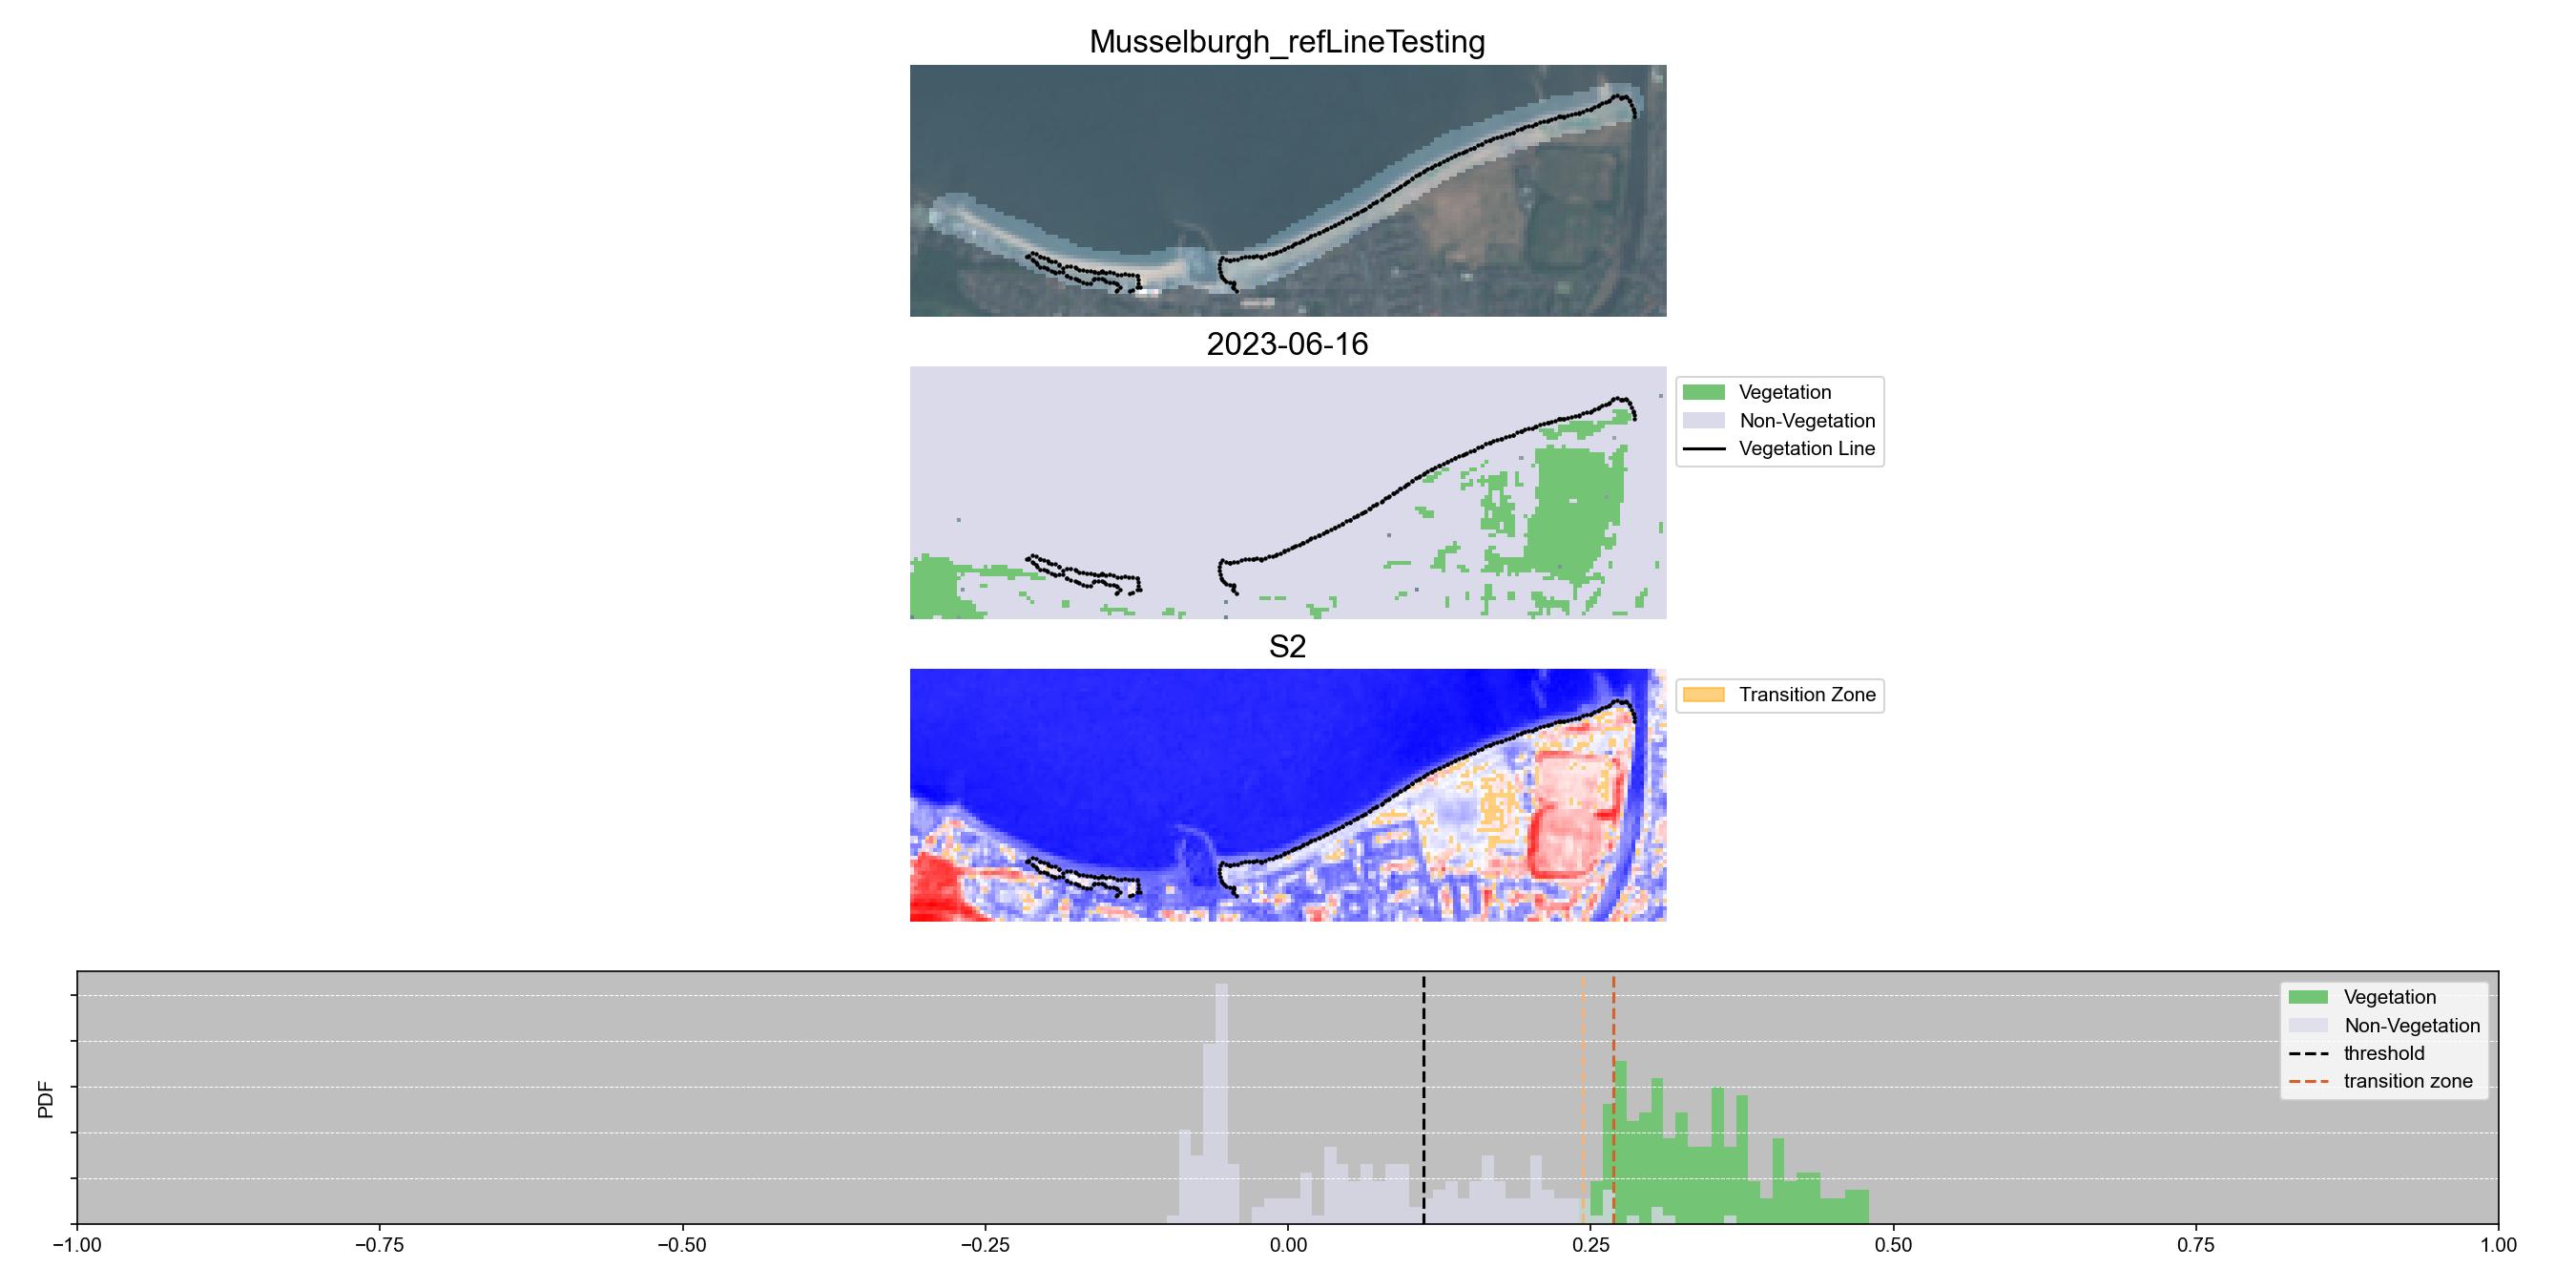 Musselburgh_refLineTesting
2023-06-16
Vegetation
Non-Vegetation
Vegetation Line
S2
Transition Zone
PDF
Vegetation
Non-Vegetation
threshold
transition zone
−1.00 −0.75 −0.50 −0.25 0.00 0.25 0.50 0.75 1.00